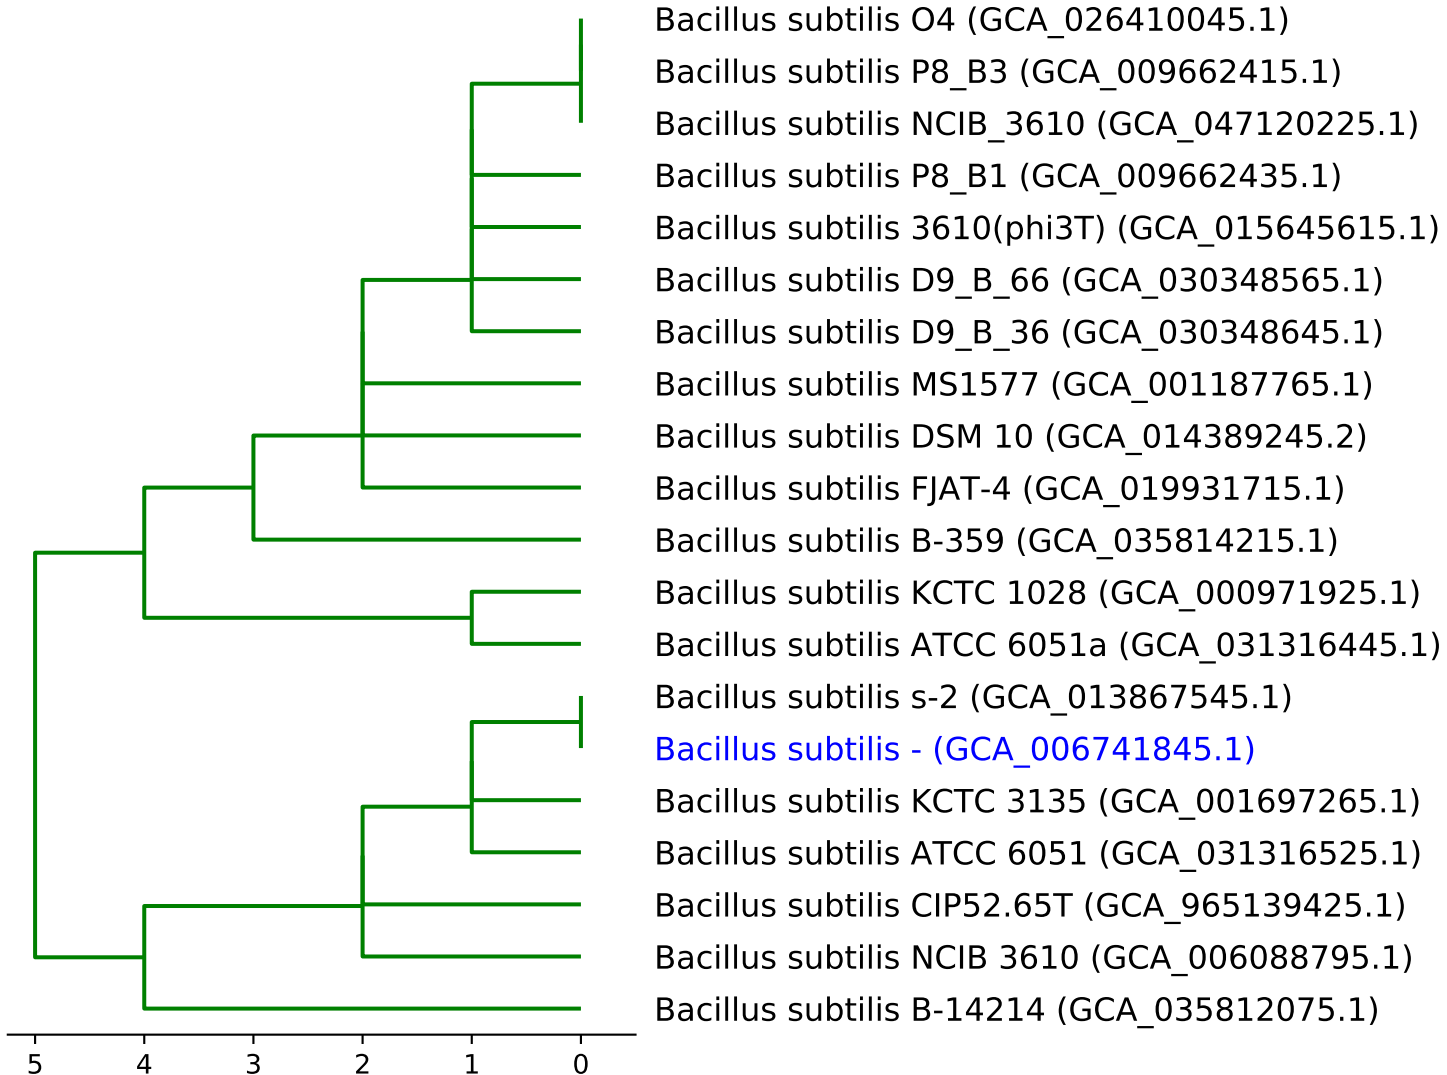 Bacillus subtilis O4 (GCA_026410045.1)
Bacillus subtilis P8_B3 (GCA_009662415.1)
Bacillus subtilis NCIB_3610 (GCA_047120225.1)
Bacillus subtilis P8_B1 (GCA_009662435.1)
Bacillus subtilis 3610(phi3T) (GCA_015645615.1)
Bacillus subtilis D9_B_66 (GCA_030348565.1)
Bacillus subtilis D9_B_36 (GCA_030348645.1)
Bacillus subtilis MS1577 (GCA_001187765.1)
Bacillus subtilis DSM 10 (GCA_014389245.2)
Bacillus subtilis FJAT-4 (GCA_019931715.1)
Bacillus subtilis B-359 (GCA_035814215.1)
Bacillus subtilis KCTC 1028 (GCA_000971925.1)
Bacillus subtilis ATCC 6051a (GCA_031316445.1)
Bacillus subtilis s-2 (GCA_013867545.1)
Bacillus subtilis - (GCA_006741845.1)
Bacillus subtilis KCTC 3135 (GCA_001697265.1)
Bacillus subtilis ATCC 6051 (GCA_031316525.1)
Bacillus subtilis CIP52.65T (GCA_965139425.1)
Bacillus subtilis NCIB 3610 (GCA_006088795.1)
Bacillus subtilis B-14214 (GCA_035812075.1)
5 4 3 2 1 0